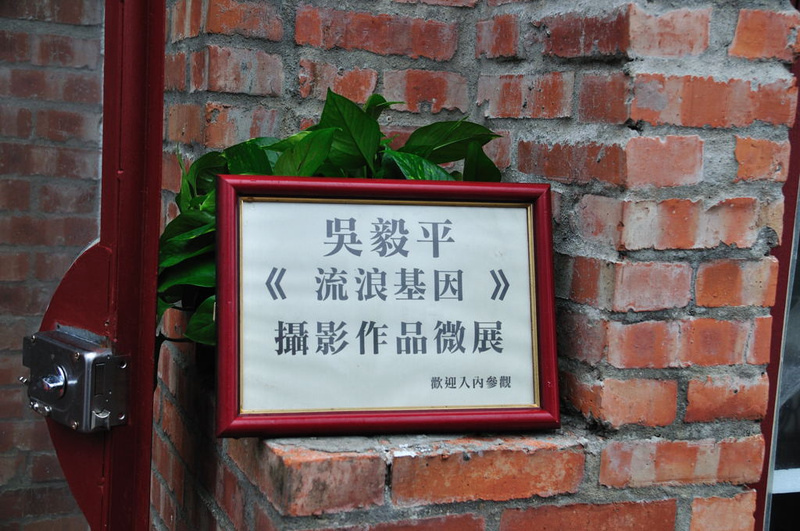 吳毅平
《 流浪基因 》
攝影作品微展
歡迎入內參觀